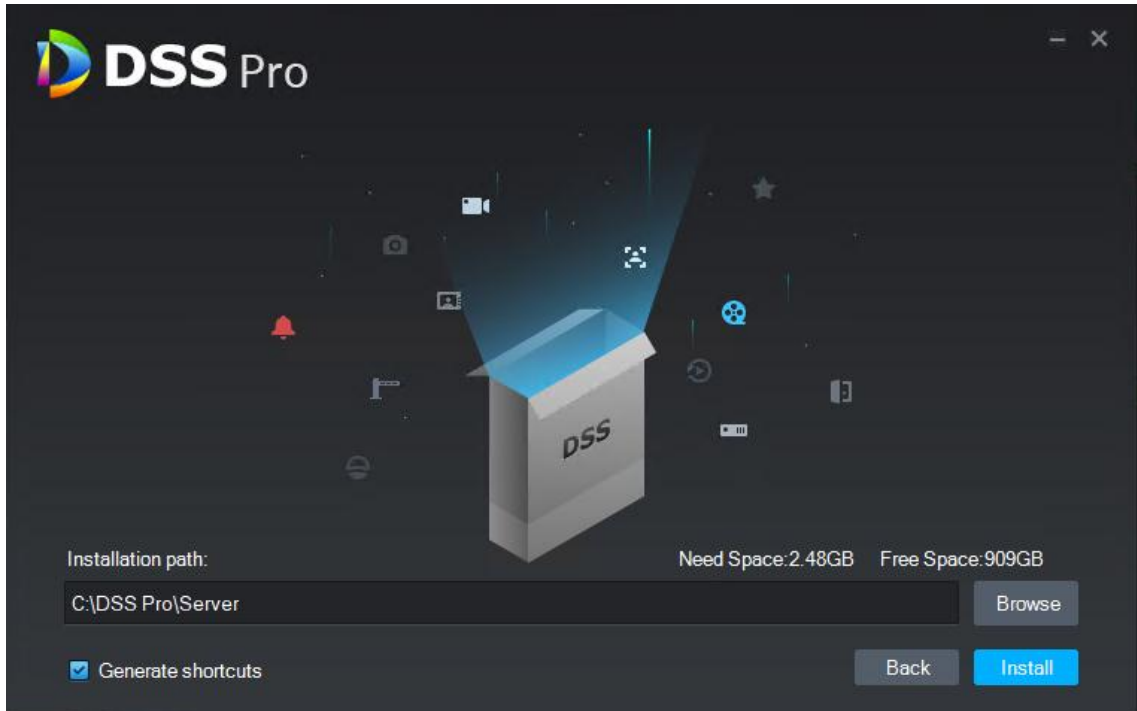 DSS Pro
DSS
Installation path:
Need Space:2.48GB Free Space:909GB
C:\DSS Pro\Server
Browse
Generate shortcuts
Back
Install